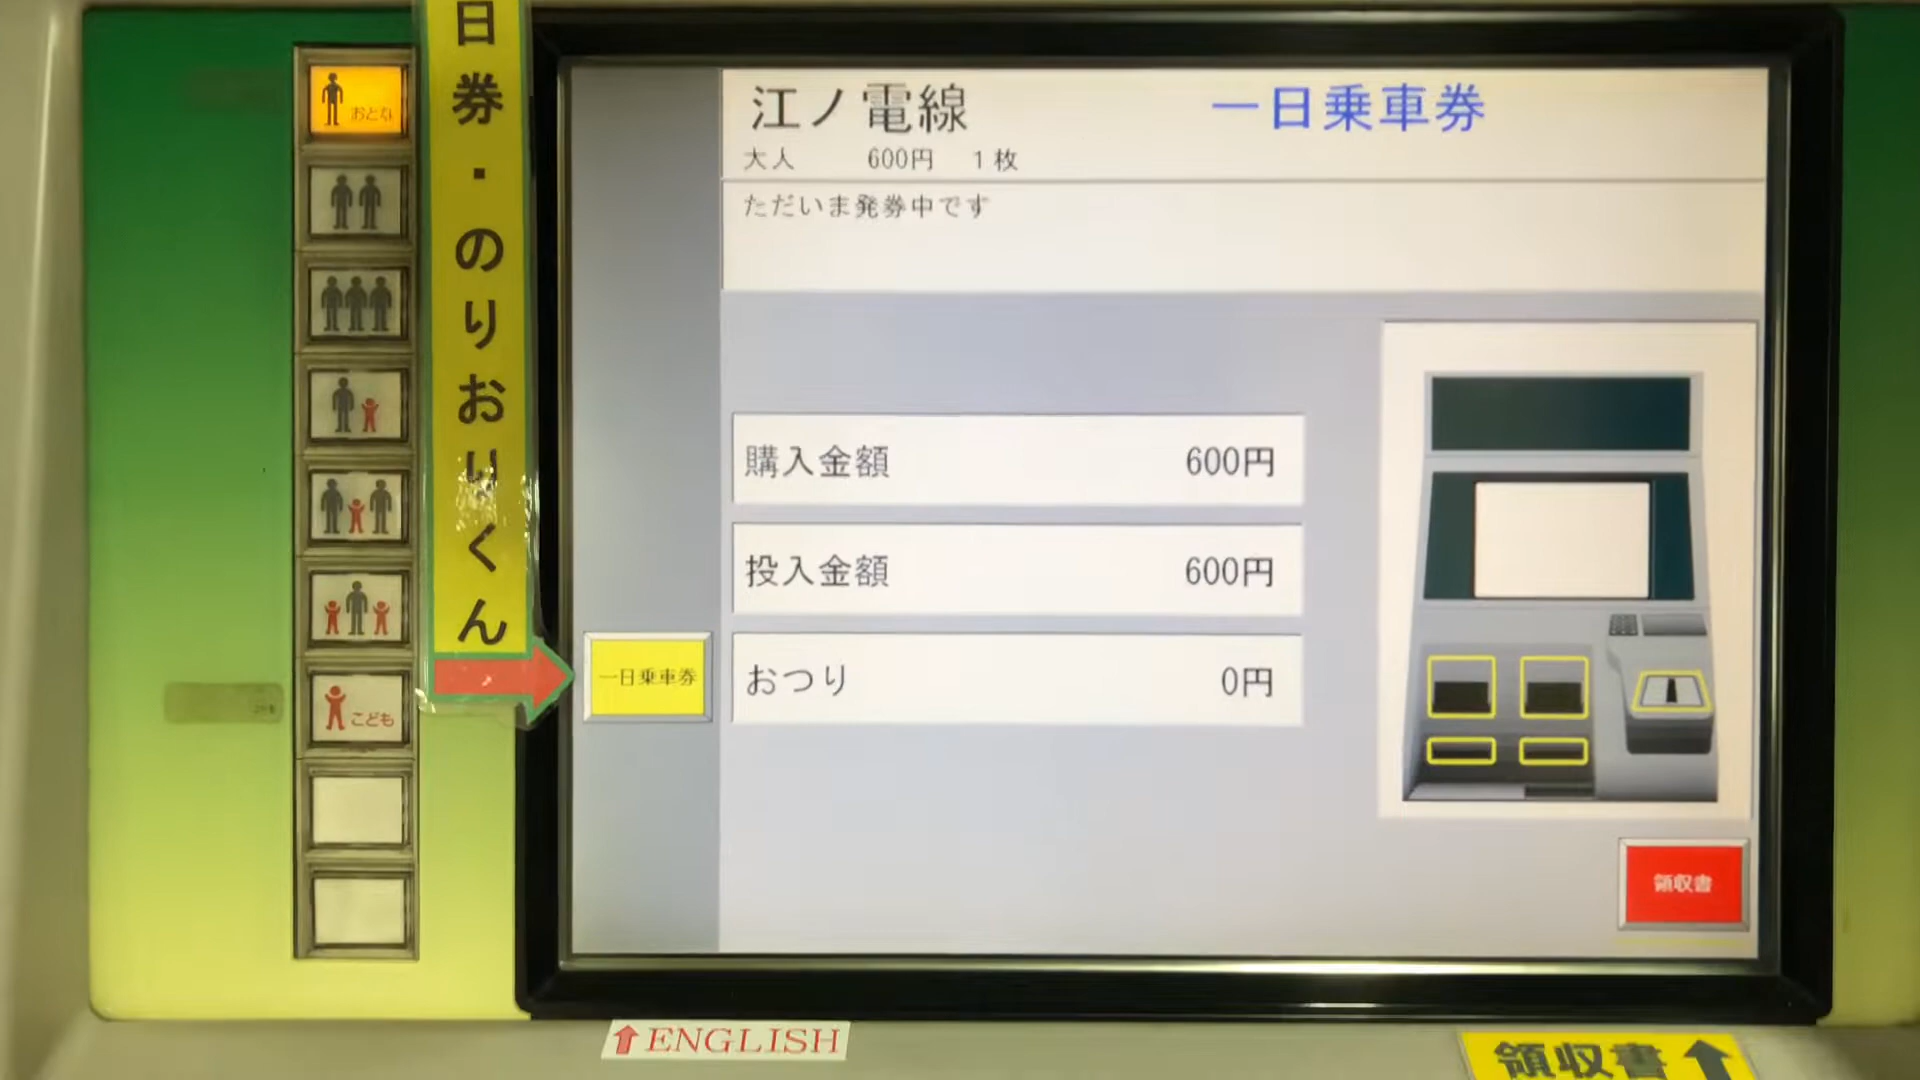 日券・のりおりくん
おとな
こども
江ノ電線
一日乗車券
大人 600円 1枚
ただいま発券中です
購入金額 600円
投入金額 600円
一日乗車券
おつり 0円
領収書
ENGLISH
領収書